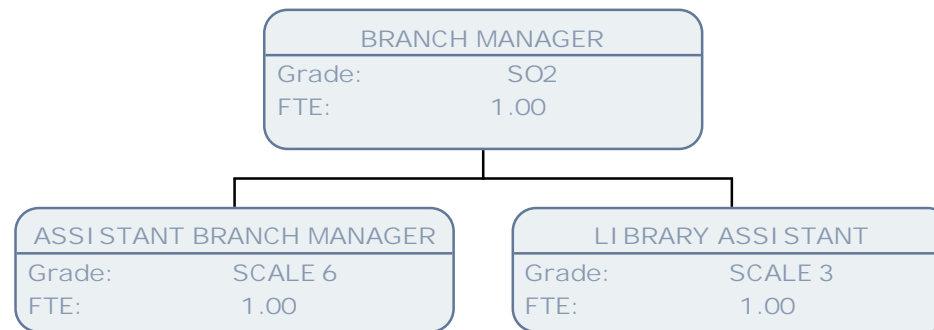 BRANCH MANAGER
Grade: SO2
FTE: 1.00
ASSISTANT BRANCH MANAGER
Grade: SCALE 6
FTE: 1.00
LIBRARY ASSISTANT
Grade: SCALE 3
FTE: 1.00